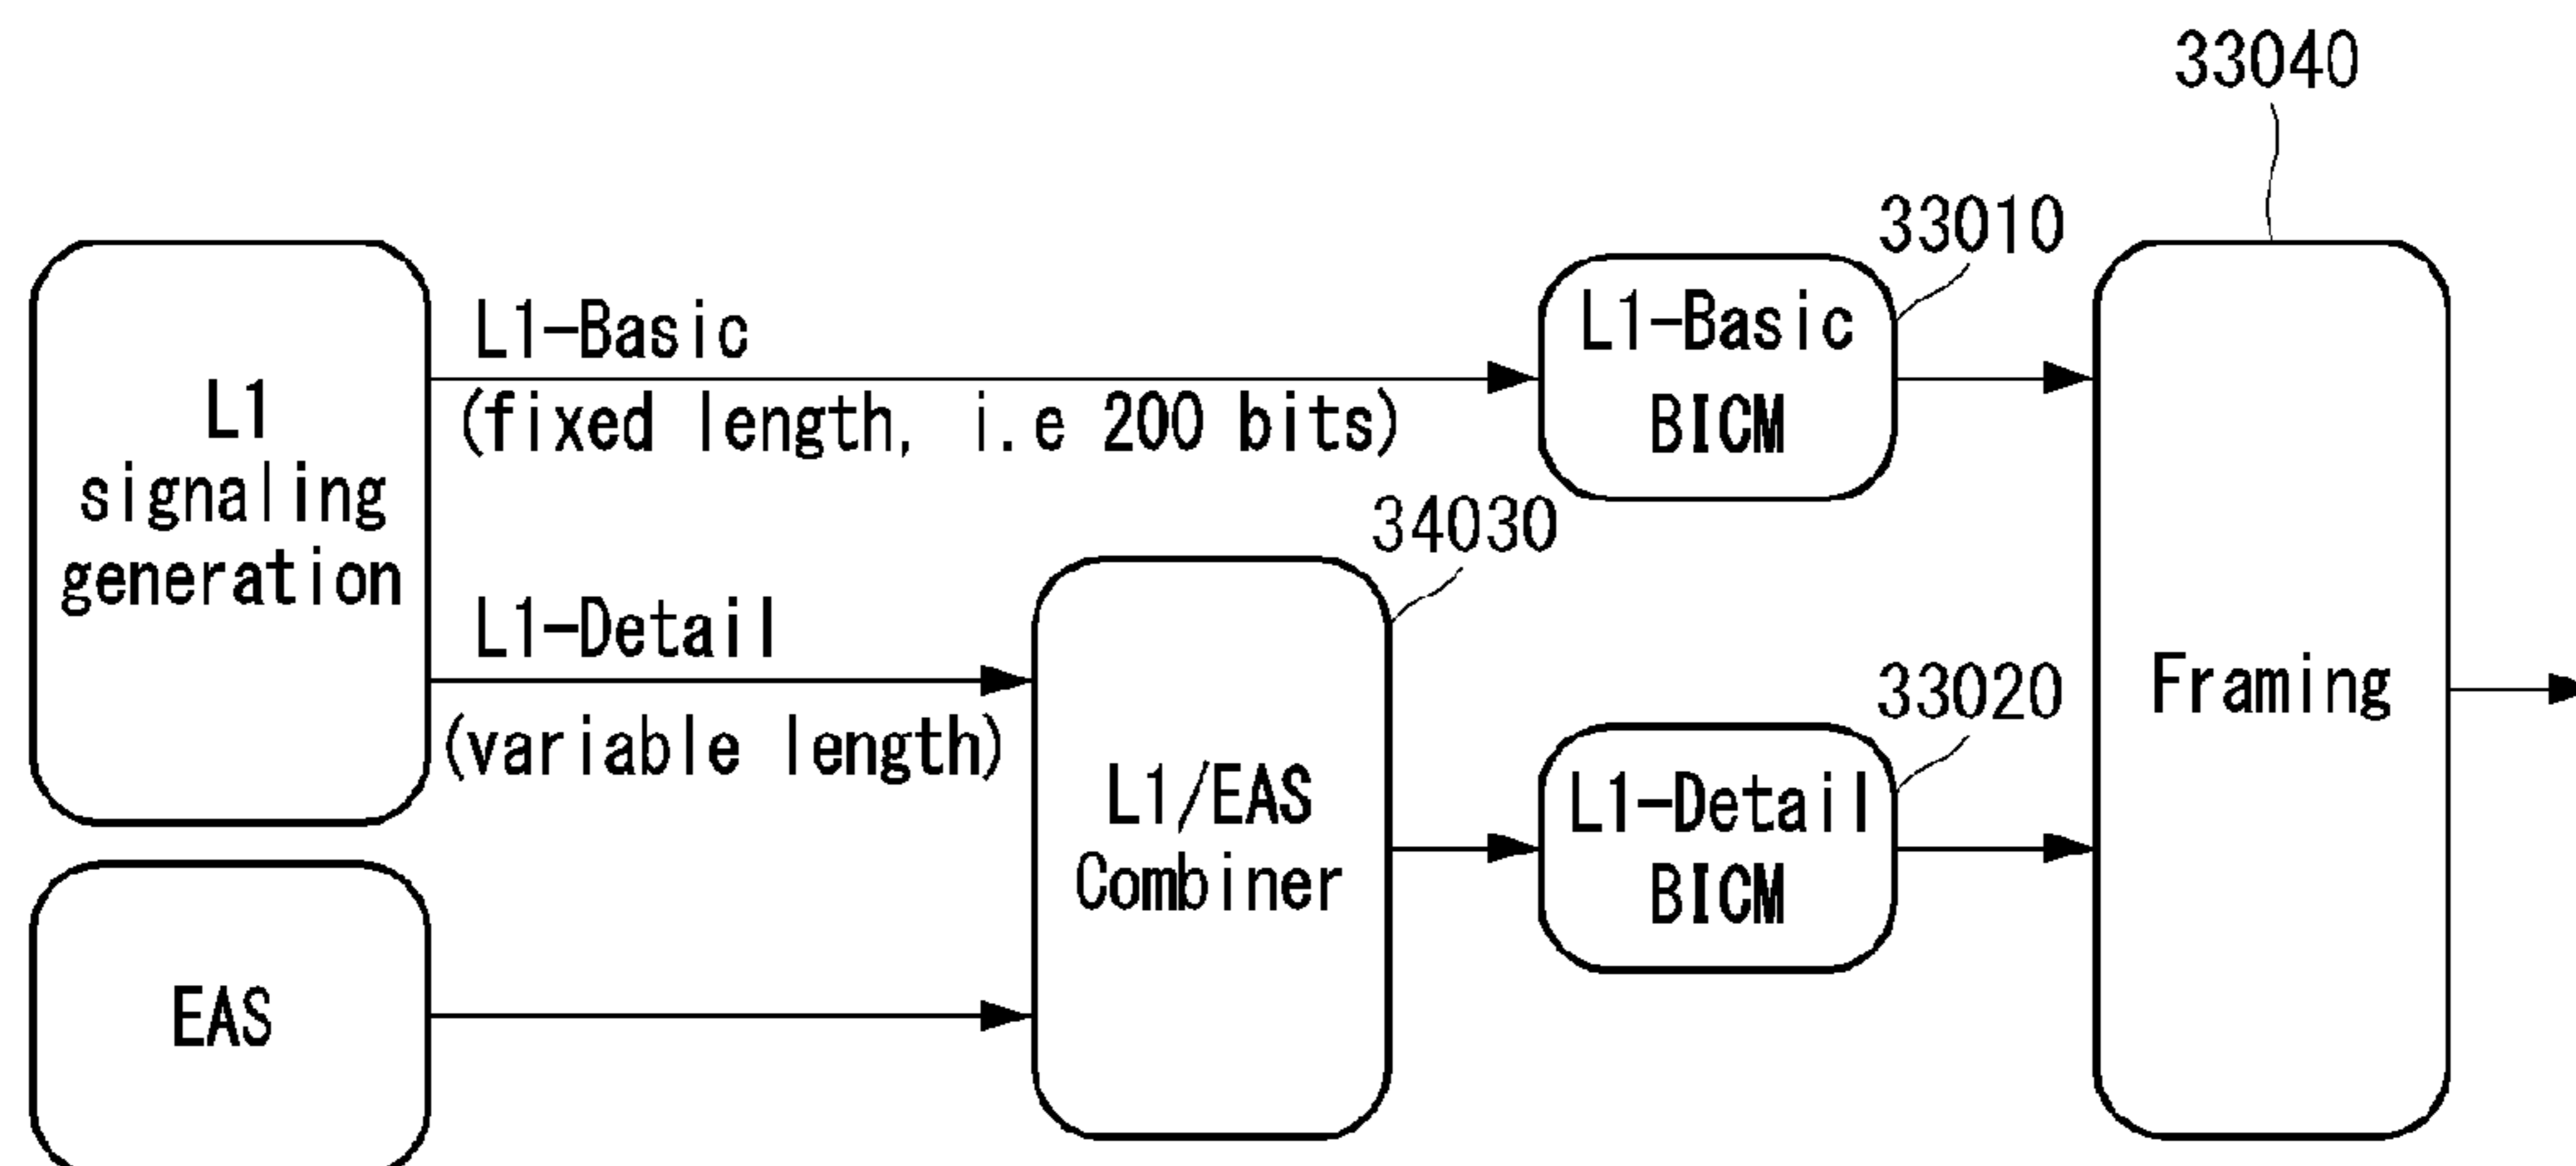 33040
33010
L1
signaling
generation
L1-Basic
(fixed length, i.e 200 bits)
L1-Basic
BICM
34030
L1-Detail
(variable length)
L1/EAS
Combiner
33020
L1-Detail
BICM
Framing
EAS